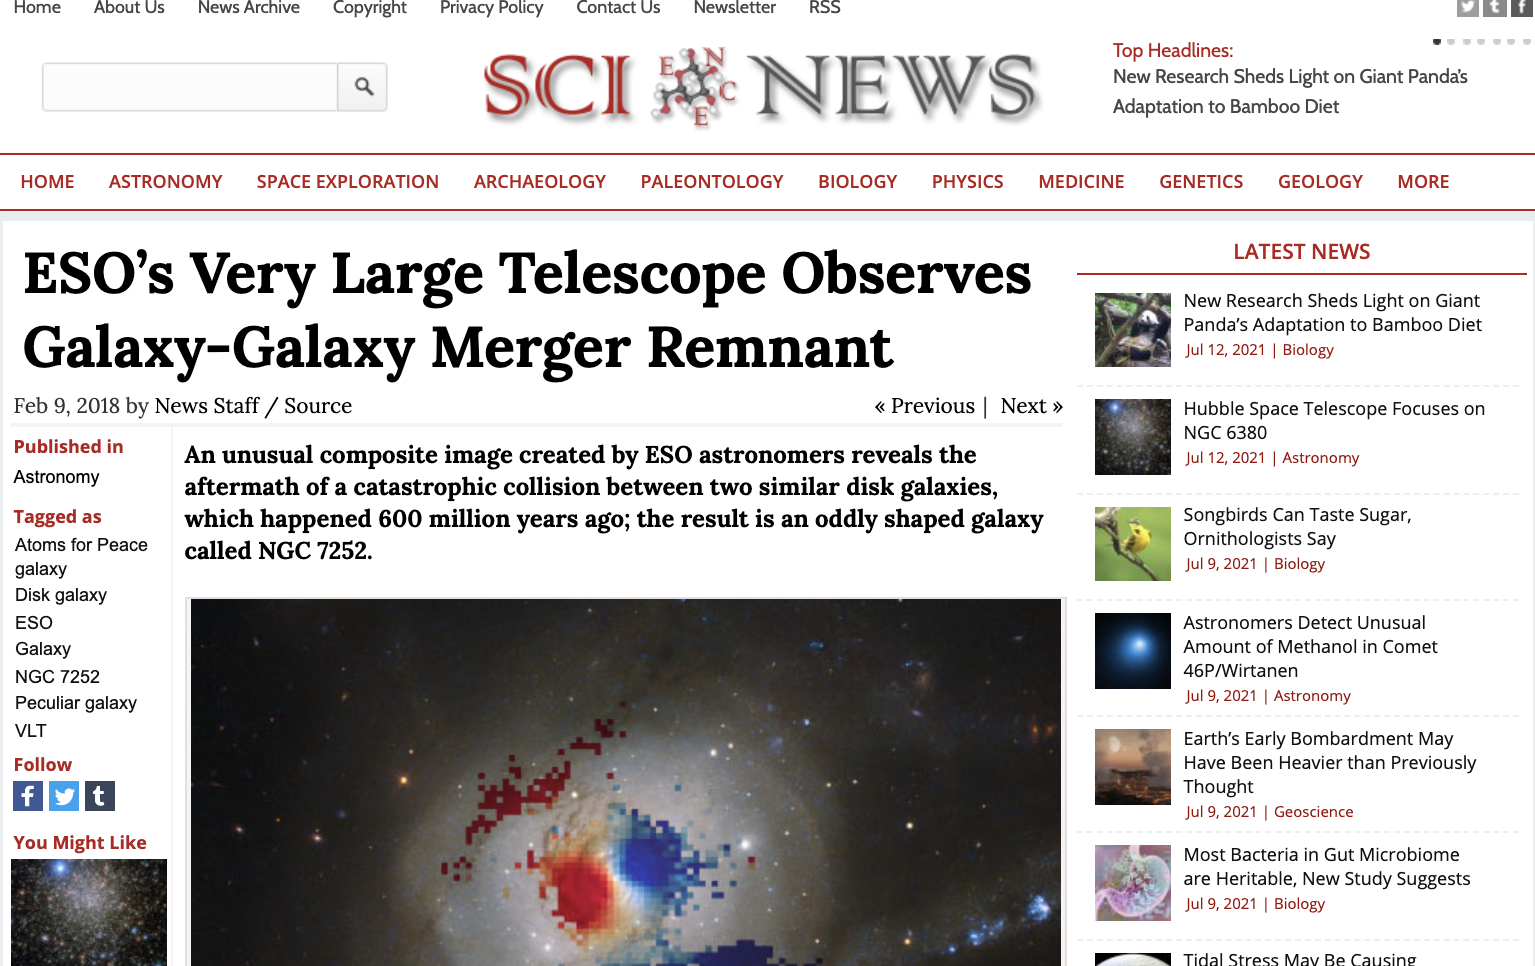 Home About Us News Archive Copyright Privacy Policy Contact Us Newsletter RSS
SCI ENCE NEWS
Top Headlines:
New Research Sheds Light on Giant Panda's
Adaptation to Bamboo Diet
HOME ASTRONOMY SPACE EXPLORATION ARCHAEOLOGY PALEONTOLOGY BIOLOGY PHYSICS MEDICINE GENETICS GEOLOGY MORE
ESO’s Very Large Telescope Observes
Galaxy-Galaxy Merger Remnant
Feb 9, 2018 by News Staff / Source
« Previous | Next »
Published in
Astronomy
Tagged as
Atoms for Peace
galaxy
Disk galaxy
ESO
Galaxy
NGC 7252
Peculiar galaxy
VLT
Follow
You Might Like
An unusual composite image created by ESO astronomers reveals the
aftermath of a catastrophic collision between two similar disk galaxies,
which happened 600 million years ago; the result is an oddly shaped galaxy
called NGC 7252.
LATEST NEWS
New Research Sheds Light on Giant
Panda’s Adaptation to Bamboo Diet
Jul 12, 2021 | Biology
Hubble Space Telescope Focuses on
NGC 6380
Jul 12, 2021 | Astronomy
Songbirds Can Taste Sugar,
Ornithologists Say
Jul 9, 2021 | Biology
Astronomers Detect Unusual
Amount of Methanol in Comet
46P/Wirtanen
Jul 9, 2021 | Astronomy
Earth’s Early Bombardment May
Have Been Heavier than Previously
Thought
Jul 9, 2021 | Geoscience
Most Bacteria in Gut Microbiome
are Heritable, New Study Suggests
Jul 9, 2021 | Biology
Tidal Stress May Be Causing